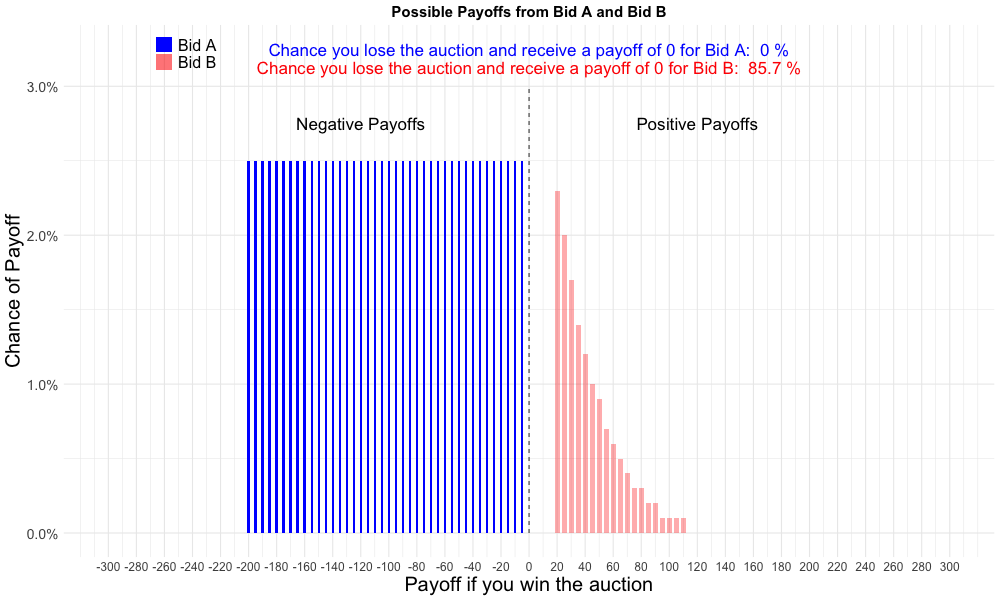 Possible Payoffs from Bid A and Bid B
Bid A
Bid B
Chance you lose the auction and receive a payoff of 0 for Bid A:  0 %
Chance you lose the auction and receive a payoff of 0 for Bid B:  85.7 %
Negative Payoffs
Positive Payoffs
Chance of Payoff
3.0%
2.0%
1.0%
0.0%
-300 -280 -260 -240 -220 -200 -180 -160 -140 -120 -100 -80 -60 -40 -20 0 20 40 60 80 100 120 140 160 180 200 220 240 260 280 300
Payoff if you win the auction